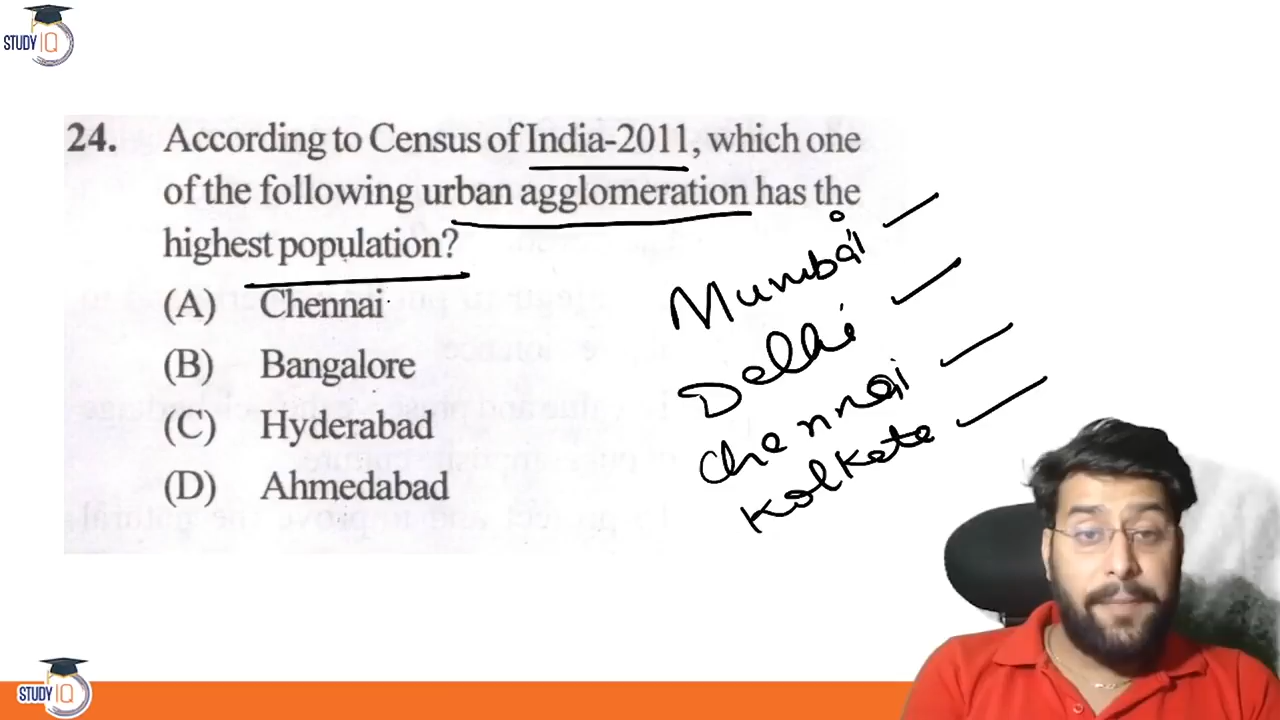 STUDY IQ
24. According to Census of India-2011, which one
of the following urban agglomeration has the
highest population?
(A) Chennai
(B) Bangalore
(C) Hyderabad
(D) Ahmedabad
Mumbai
Delhi
Chennai
Kolkete
STUDY IQ